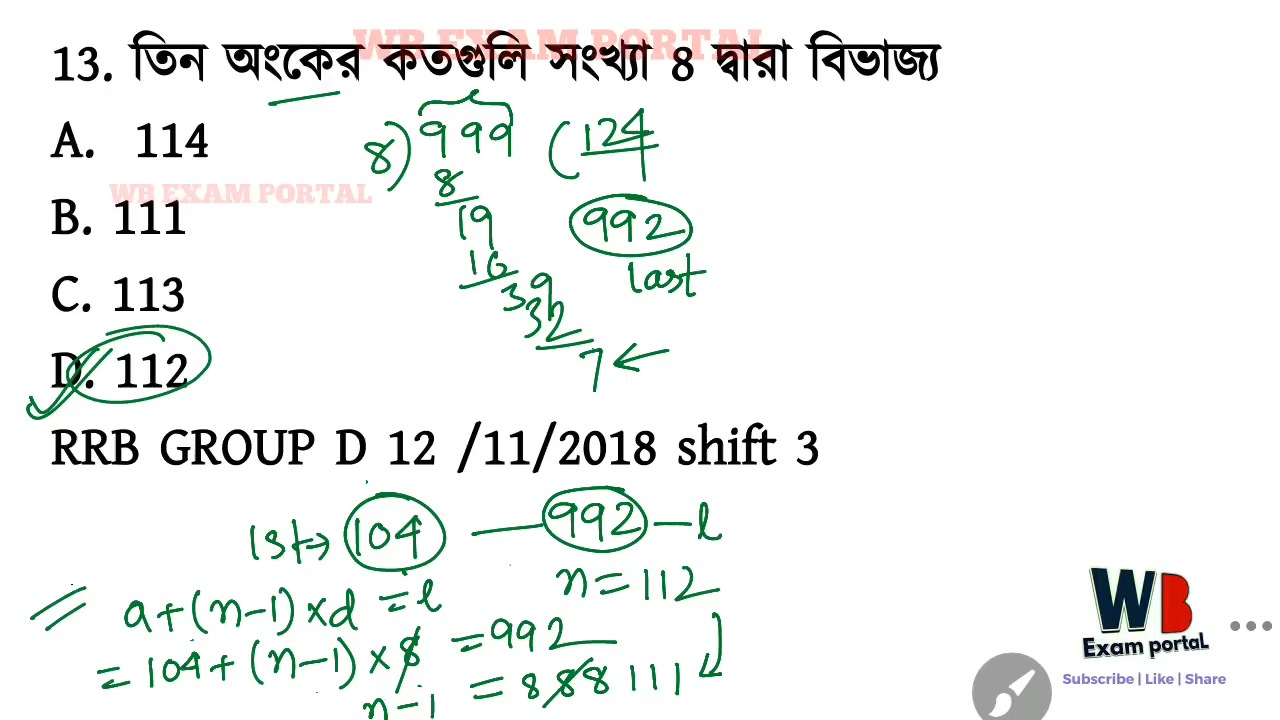 WB EXAM PORTAL
13. তিন অংকের কতগুলি সংখ্যা 8 দ্বারা বিভাজ্য
A. 114
8) 999 (124
WB EXAM PORTAL
8
B. 111
19
992
16
last
C. 113
39
32
D. 112
7 ←
RRB GROUP D 12 /11/2018 shift 3
1st→ 104 — 992 — l
n = 112
= a+(n-1)×d = l
= 104+(n-1)×8 = 992
n-1 = 888 111
WB
Exam portal
Subscribe | Like | Share